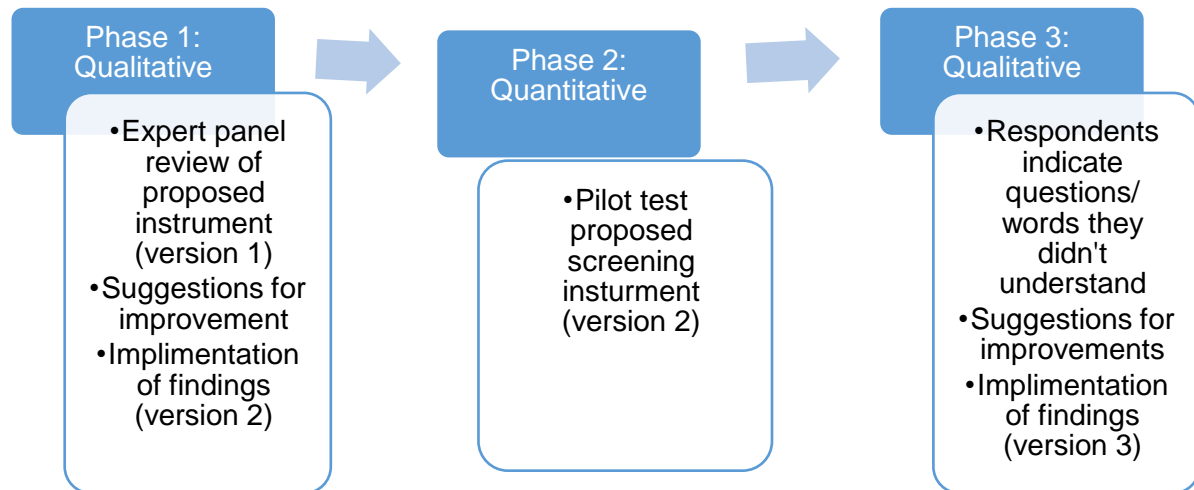 Phase 1:
Qualitative
•Expert panel
review of
proposed
instrument
(version 1)
•Suggestions for
improvement
•Implimentation
of findings
(version 2)
Phase 2:
Quantitative
•Pilot test
proposed
screening
insturment
(version 2)
Phase 3:
Qualitative
•Respondents
indicate
questions/
words they
didn't
understand
•Suggestions for
improvements
•Implimentation
of findings
(version 3)